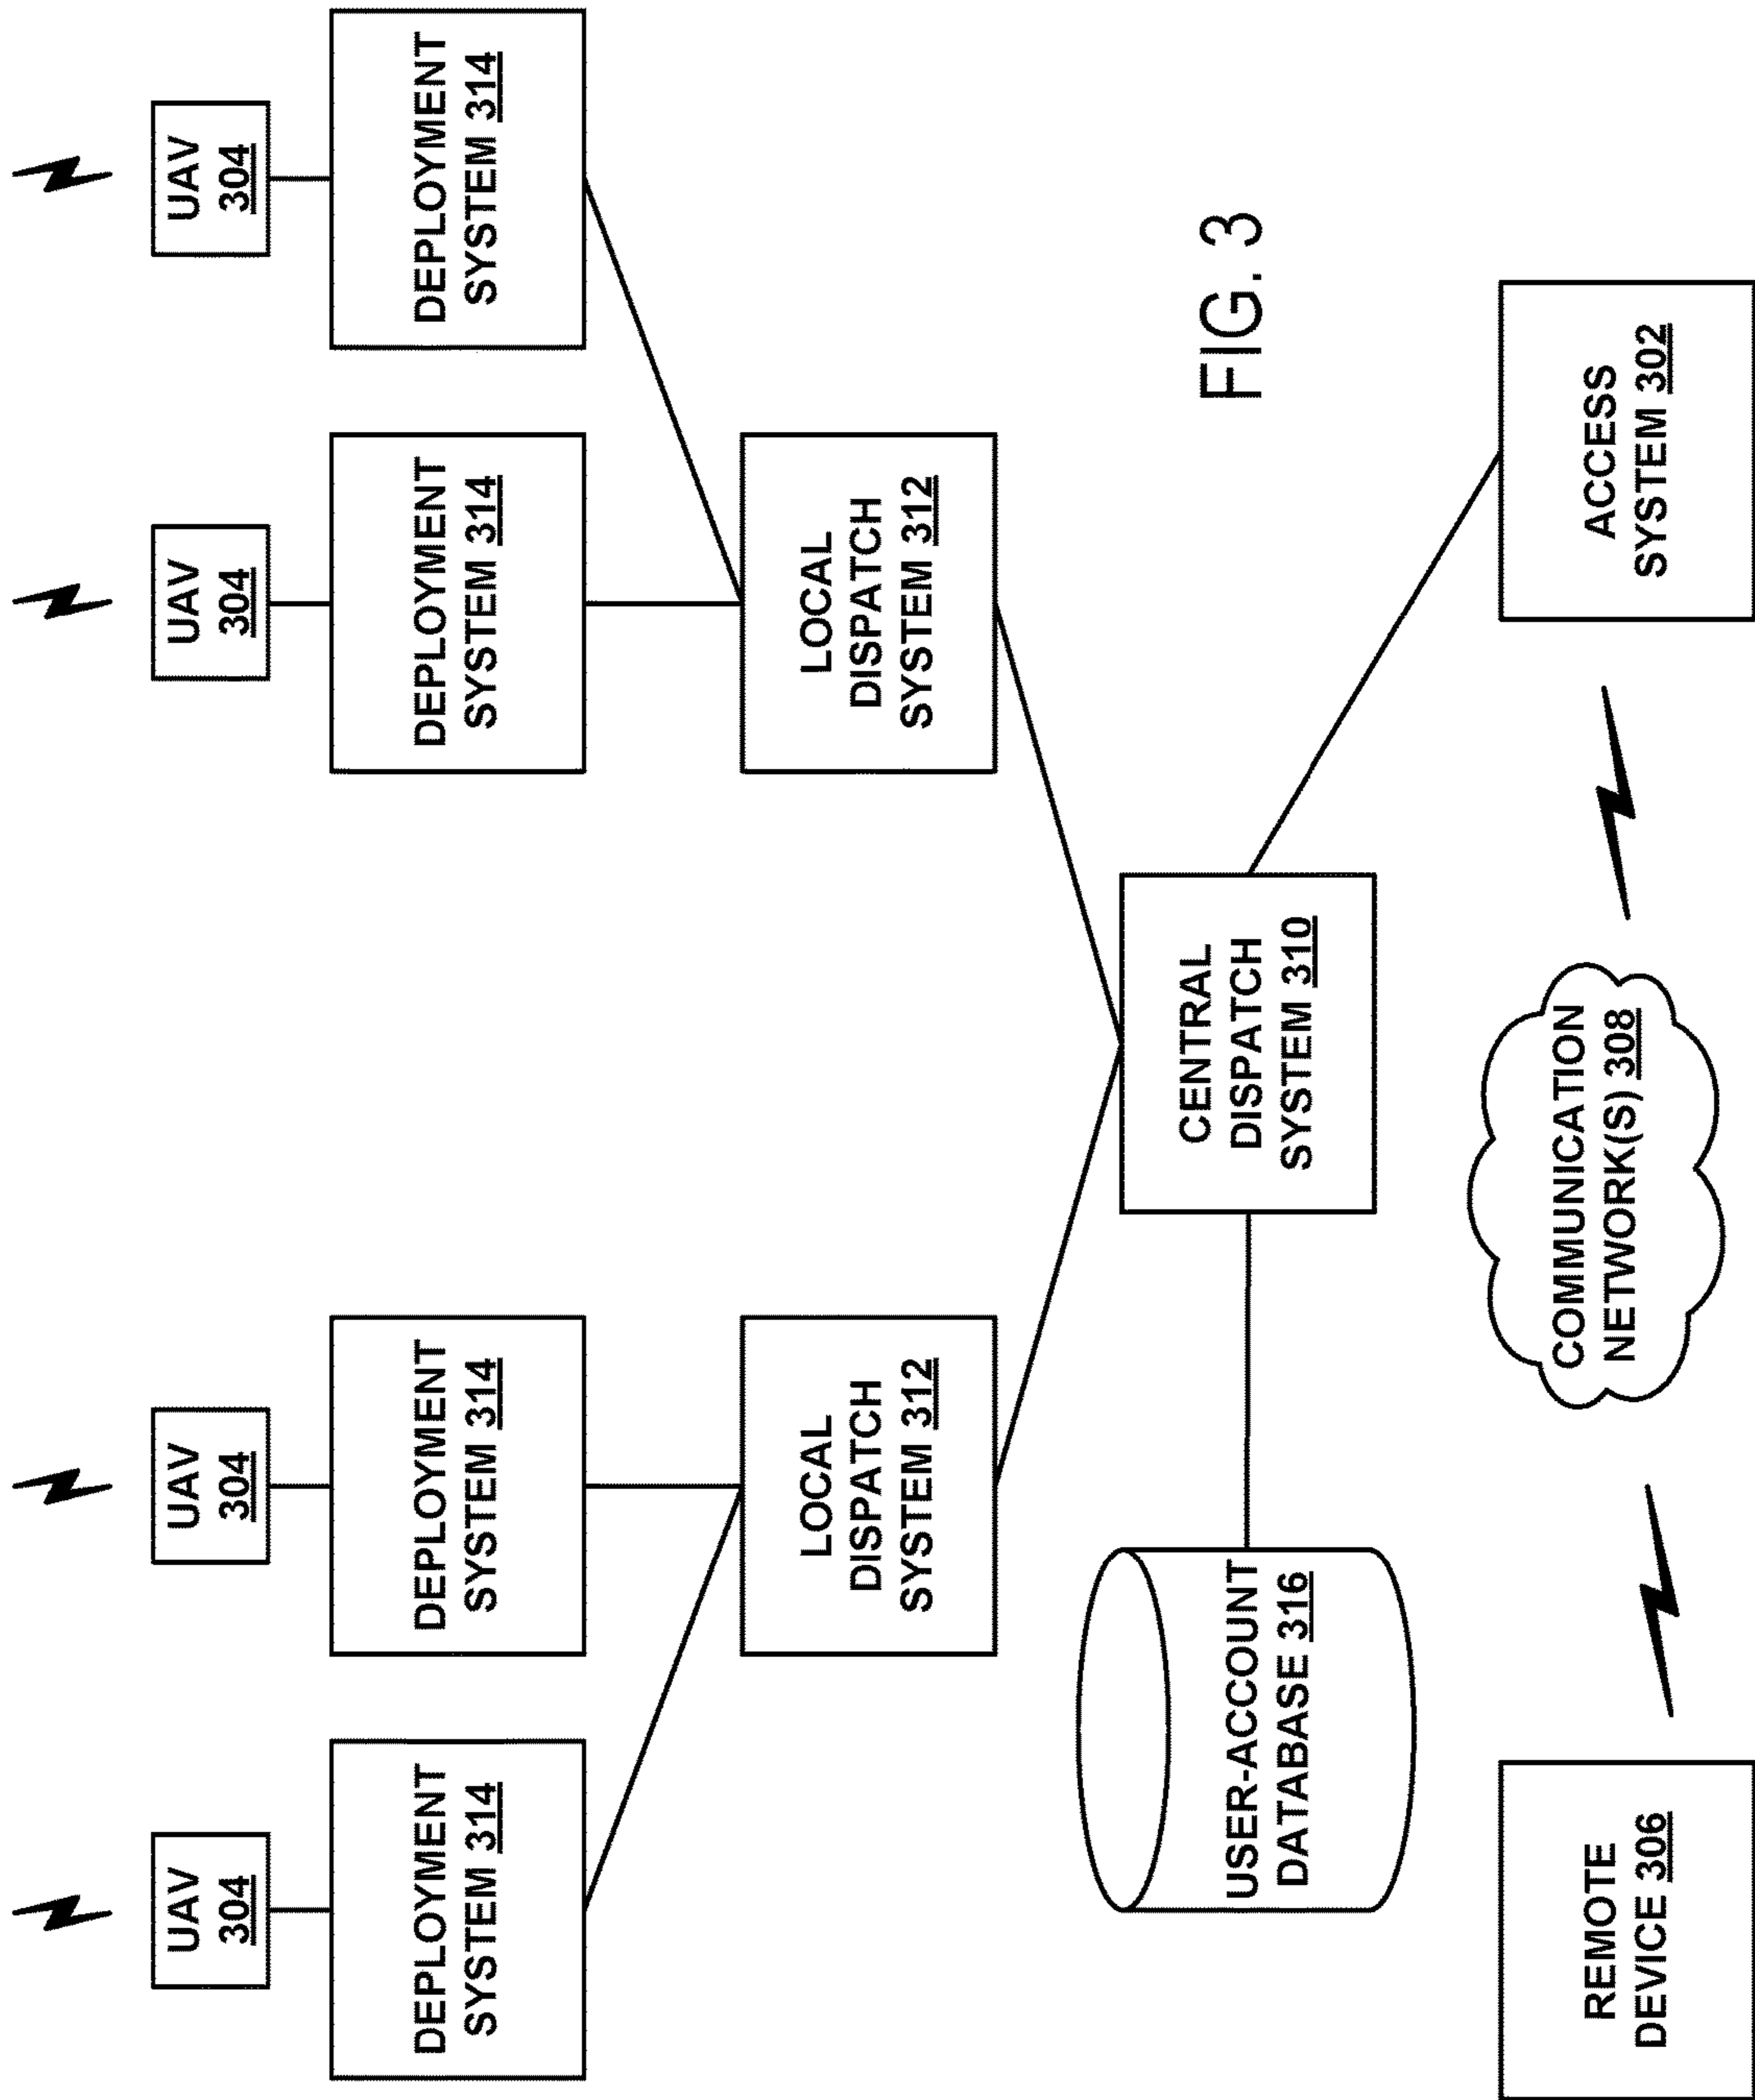 UAV
304
UAV
304
UAV
304
UAV
304
DEPLOYMENT
SYSTEM 314
DEPLOYMENT
SYSTEM 314
DEPLOYMENT
SYSTEM 314
DEPLOYMENT
SYSTEM 314
LOCAL
DISPATCH
SYSTEM 312
LOCAL
DISPATCH
SYSTEM 312
USER-ACCOUNT
DATABASE 316
CENTRAL
DISPATCH
SYSTEM 310
FIG. 3
REMOTE
DEVICE 306
COMMUNICATION
NETWORK(S) 308
ACCESS
SYSTEM 302